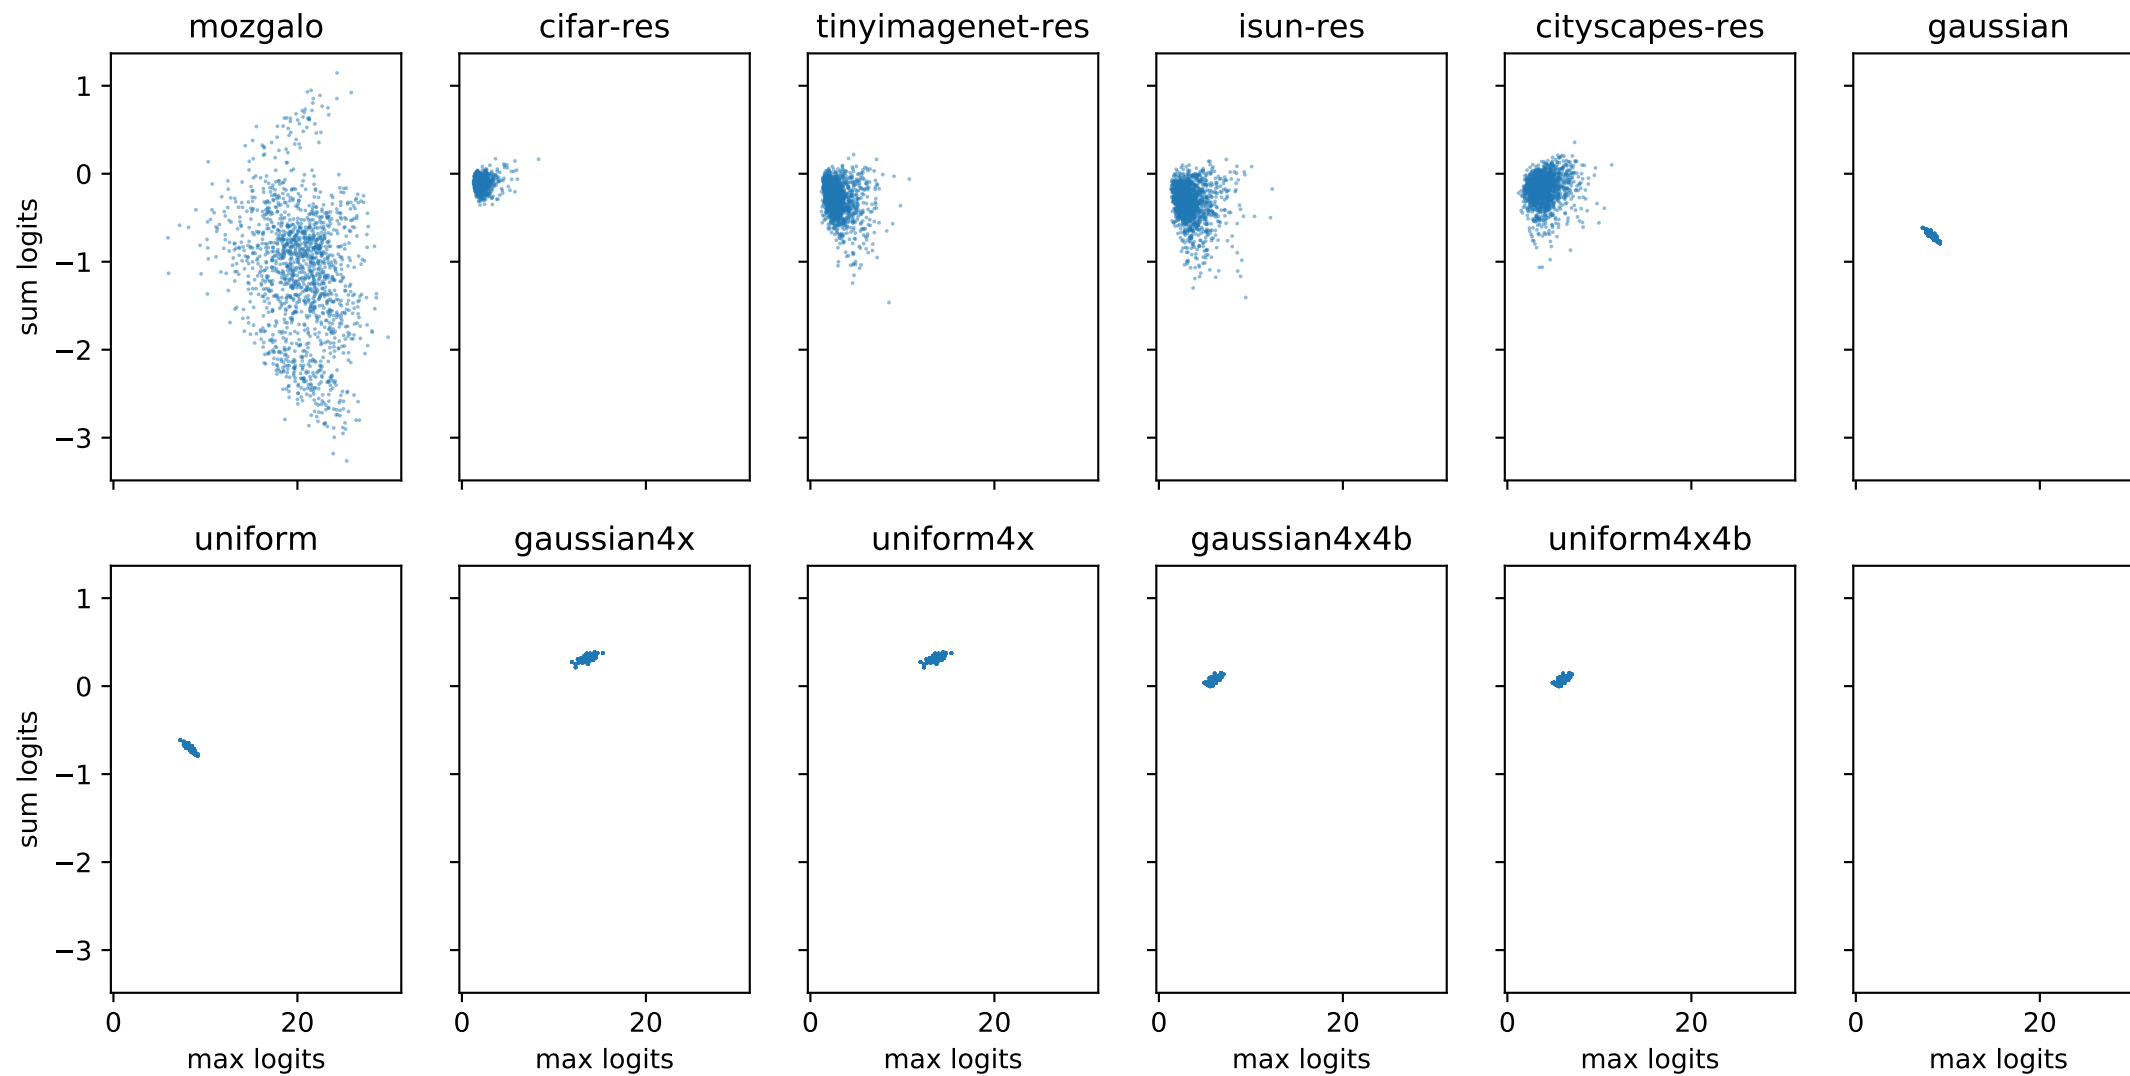 mozgalo
cifar-res
tinyimagenet-res
isun-res
cityscapes-res
gaussian
1
0
−1
−2
−3
sum logits
uniform
gaussian4x
uniform4x
gaussian4x4b
uniform4x4b
1
0
−1
−2
−3
sum logits
0 20
0 20
0 20
0 20
0 20
0 20
max logits
max logits
max logits
max logits
max logits
max logits